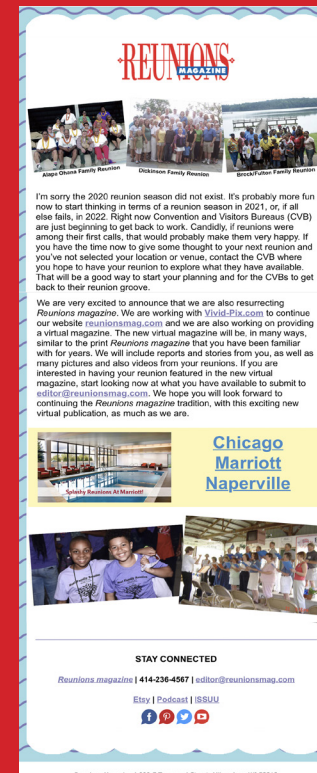 REUNIONS
MAGAZINE
Alapa Ohana Family Reunion
Dickinson Family Reunion
Brock/Fulton Family Reunion
I'm sorry the 2020 reunion season did not exist. It's probably more fun
now to start thinking in terms of a reunion season in 2021, or, if all
else fails, in 2022. Right now Convention and Visitors Bureaus (CVB)
are just beginning to get back to work. Candidly, if reunions were
among their first calls, that would probably make them very happy. If
you have the time now to give some thought to your next reunion and
you've not selected your location or venue, contact the CVB where
you hope to have your reunion to explore what they have available.
That will be a good way to start your planning and for the CVBs to get
back to their reunion groove.
We are very excited to announce that we are also resurrecting
Reunions magazine. We are working with Vivid-Pix.com to continue
our website reunionsmag.com and we are also working on providing
a virtual magazine. The new virtual magazine will be, in many ways,
similar to the print Reunions magazine that you have been familiar
with for years. We will include reports and stories from you, as well as
many pictures and also videos from your reunions. If you are
interested in having your reunion featured in the new virtual
magazine, start looking now at what you have available to submit to
editor@reunionsmag.com. We hope you will look forward to
continuing the Reunions magazine tradition, with this exciting new
virtual publication, as much as we are.
Splashy Reunions At Marriott!
Chicago
Marriott
Naperville
STAY CONNECTED
Reunions magazine | 414-236-4567 | editor@reunionsmag.com
Etsy | Podcast | ISSUU